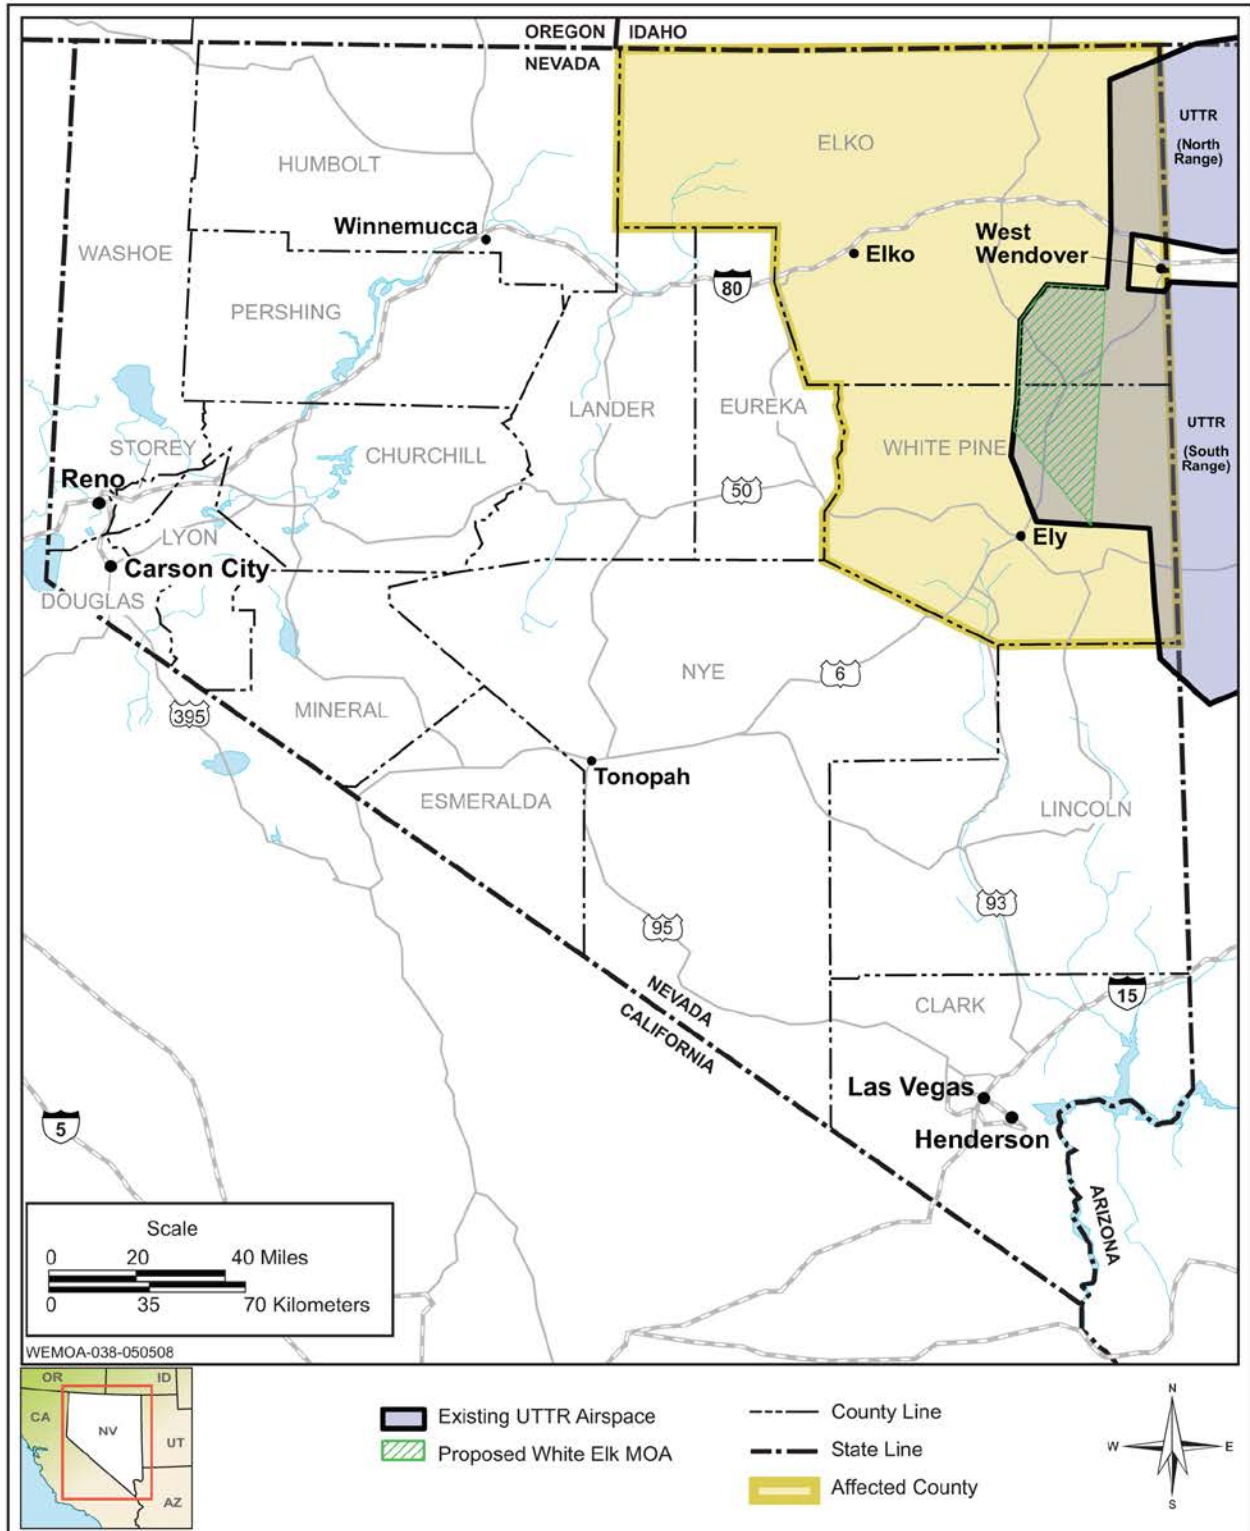 OREGON
IDAHO
NEVADA
HUMBOLT
ELKO
UTTR
(North
Range)
Winnemucca
WASHOE
West
Wendover
Elko
80
PERSHING
LANDER
EUREKA
STOREY
CHURCHILL
WHITE PINE
UTTR
(South
Range)
Reno
50
LYON
Ely
Carson City
DOUGLAS
NYE
6
MINERAL
395
Tonopah
ESMERALDA
LINCOLN
93
95
NEVADA
CALIFORNIA
CLARK
15
Las Vegas
Henderson
5
ARIZONA
Scale
0 20 40 Miles
0 35 70 Kilometers
WEMOA-038-050508
OR
ID
CA
NV
UT
AZ
Existing UTTR Airspace
Proposed White Elk MOA
County Line
State Line
Affected County
N
W
E
S